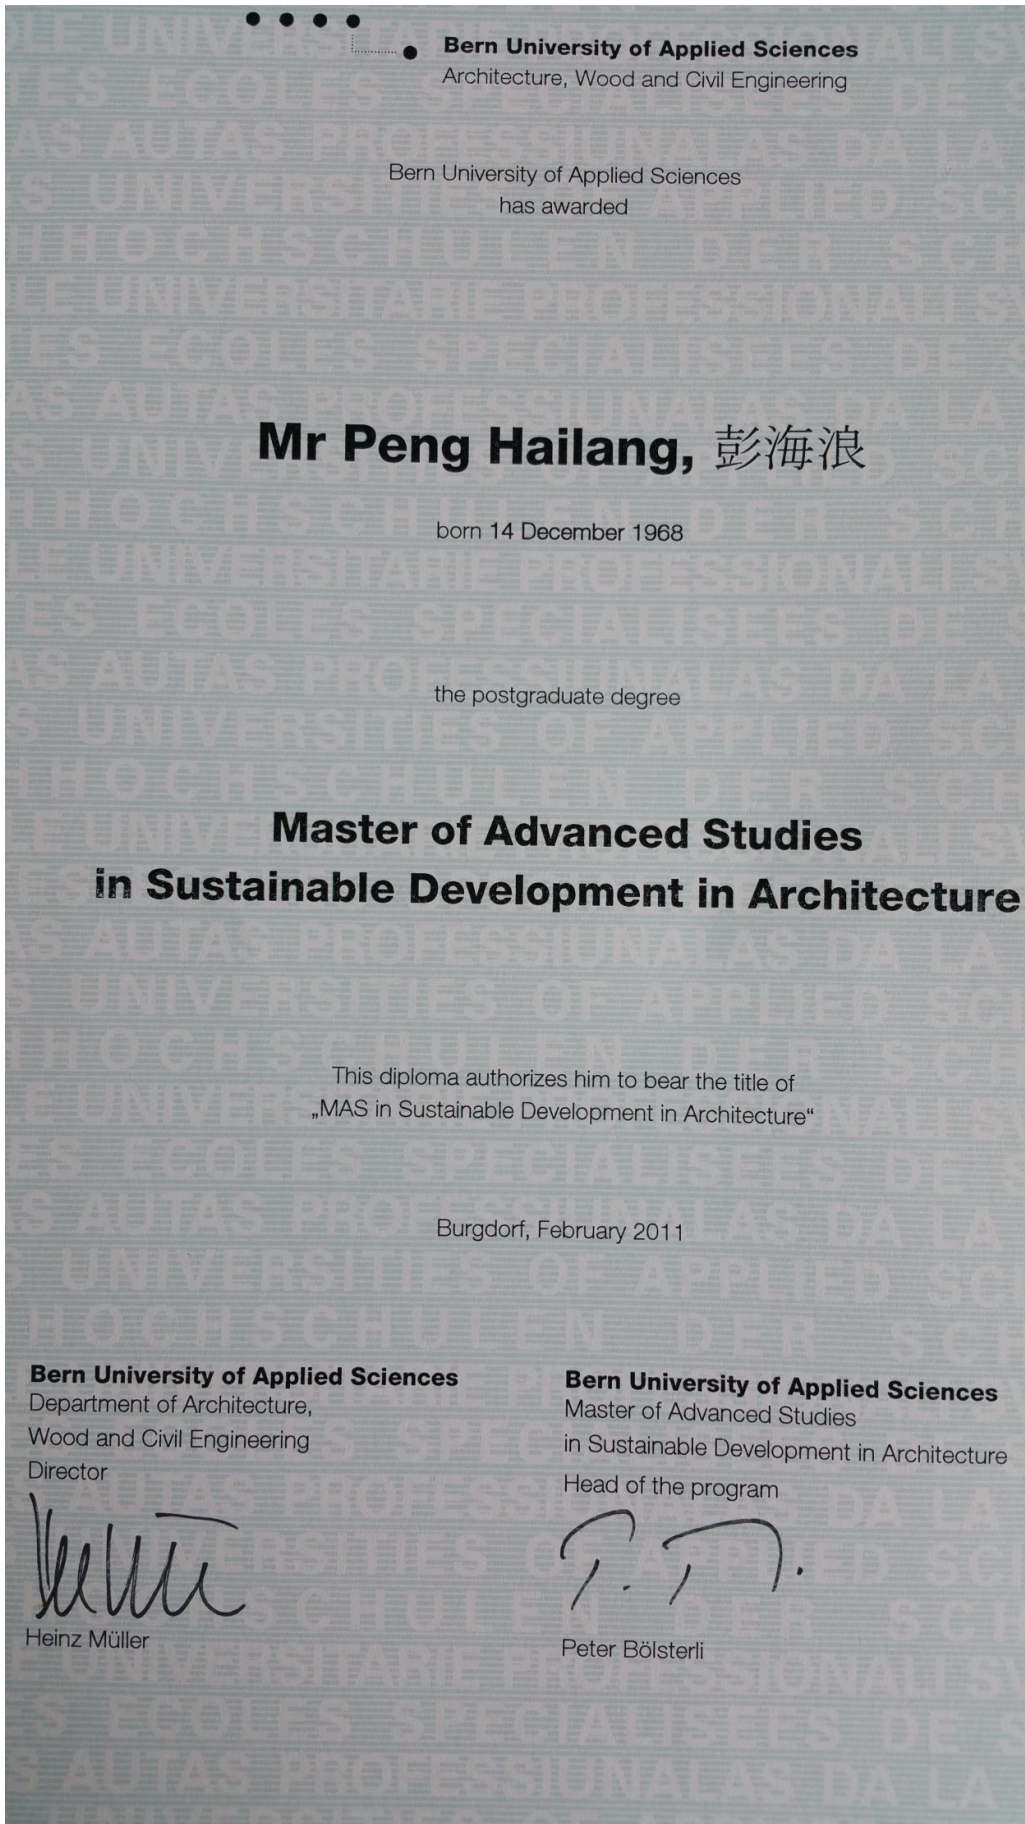 Bern University of Applied Sciences
Architecture, Wood and Civil Engineering
Bern University of Applied Sciences
has awarded
Mr Peng Hailang, 彭海浪
born 14 December 1968
the postgraduate degree
Master of Advanced Studies
in Sustainable Development in Architecture
This diploma authorizes him to bear the title of
„MAS in Sustainable Development in Architecture“
Burgdorf, February 2011
Bern University of Applied Sciences
Department of Architecture,
Wood and Civil Engineering
Director
Heinz Müller
Bern University of Applied Sciences
Master of Advanced Studies
in Sustainable Development in Architecture
Head of the program
Peter Bölsterli